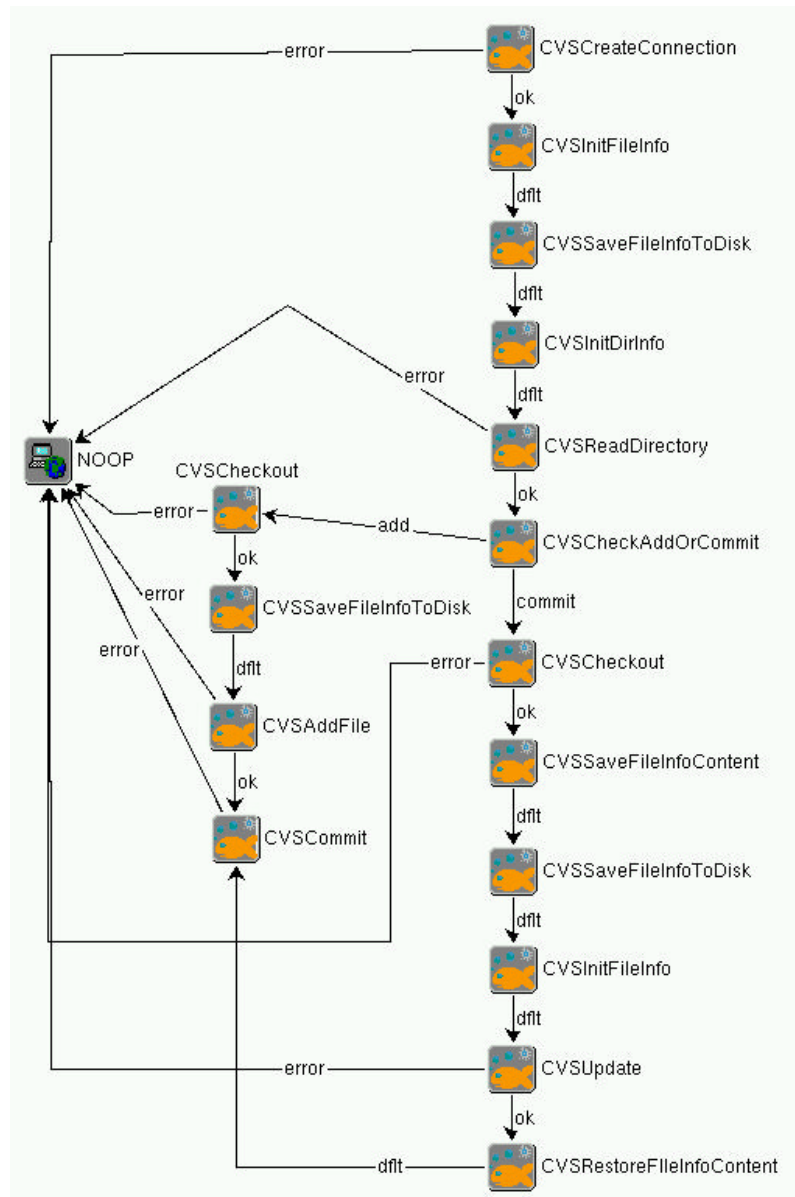 error
CVSCreateConnection
ok
CVSInitFileInfo
dflt
CVSSaveFileInfoToDisk
dflt
CVSInitDirInfo
dflt
error
CVSReadDirectory
NOOP
CVSCheckout
ok
error
add
CVSCheckAddOrCommit
ok
commit
error
CVSSaveFileInfoToDisk
error
dflt
error
CVSCheckout
ok
CVSAddFile
CVSSaveFileInfoContent
ok
dflt
CVSCommit
CVSSaveFileInfoToDisk
dflt
CVSInitFileInfo
dflt
error
CVSUpdate
ok
dflt
CVSRestoreFIleInfoContent